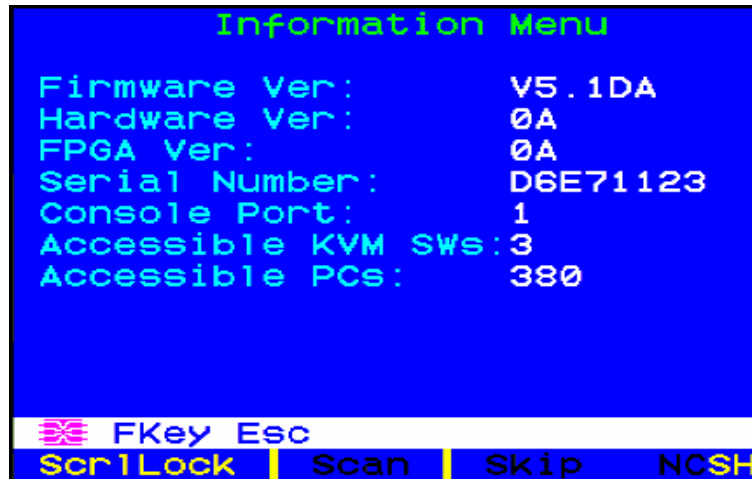 Information Menu
Firmware Ver: V5.1DA
Hardware Ver: 0A
FPGA Ver: 0A
Serial Number: D6E71123
Console Port: 1
Accessible KVM SWs:3
Accessible PCs: 380
FKey Esc
ScrlLock Scan Skip NCSH